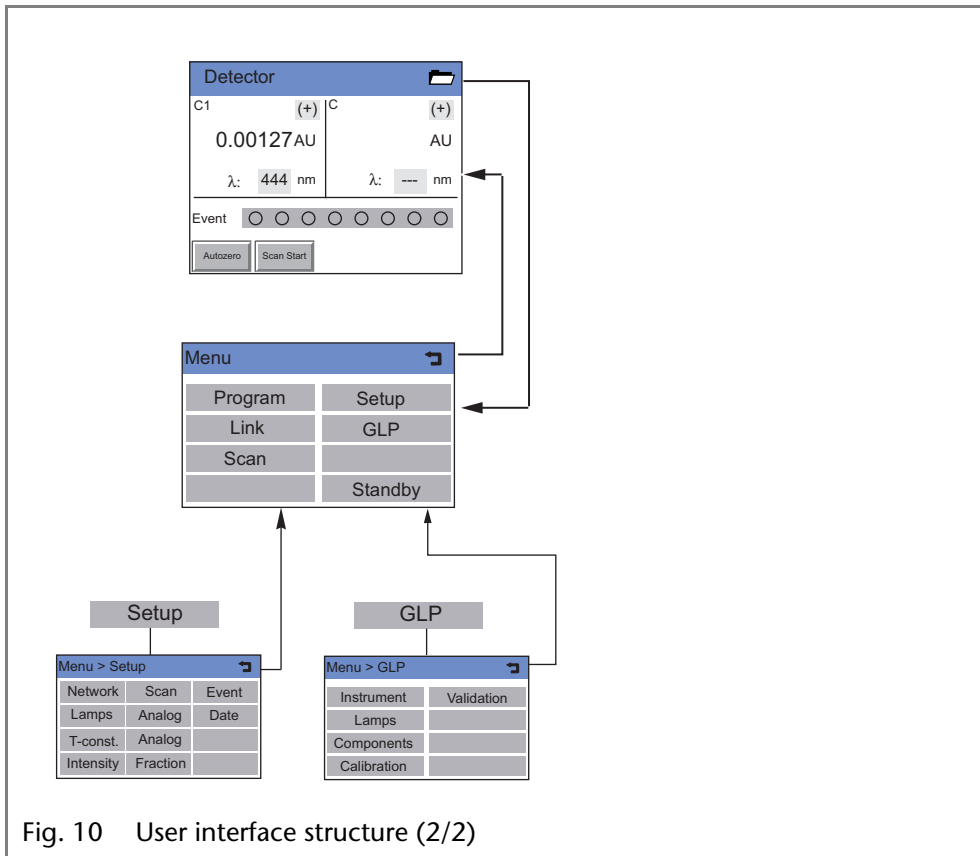 Detector
C1 (+) C (+)
0.00127 AU AU
λ: 444 nm λ: --- nm
Event
Autozero Scan Start
Menu
Program Setup
Link GLP
Scan
Standby
Setup GLP
Menu > Setup
Network Scan Event
Lamps Analog Date
T-const. Analog
Intensity Fraction
Menu > GLP
Instrument Validation
Lamps
Components
Calibration
Fig. 10 User interface structure (2/2)